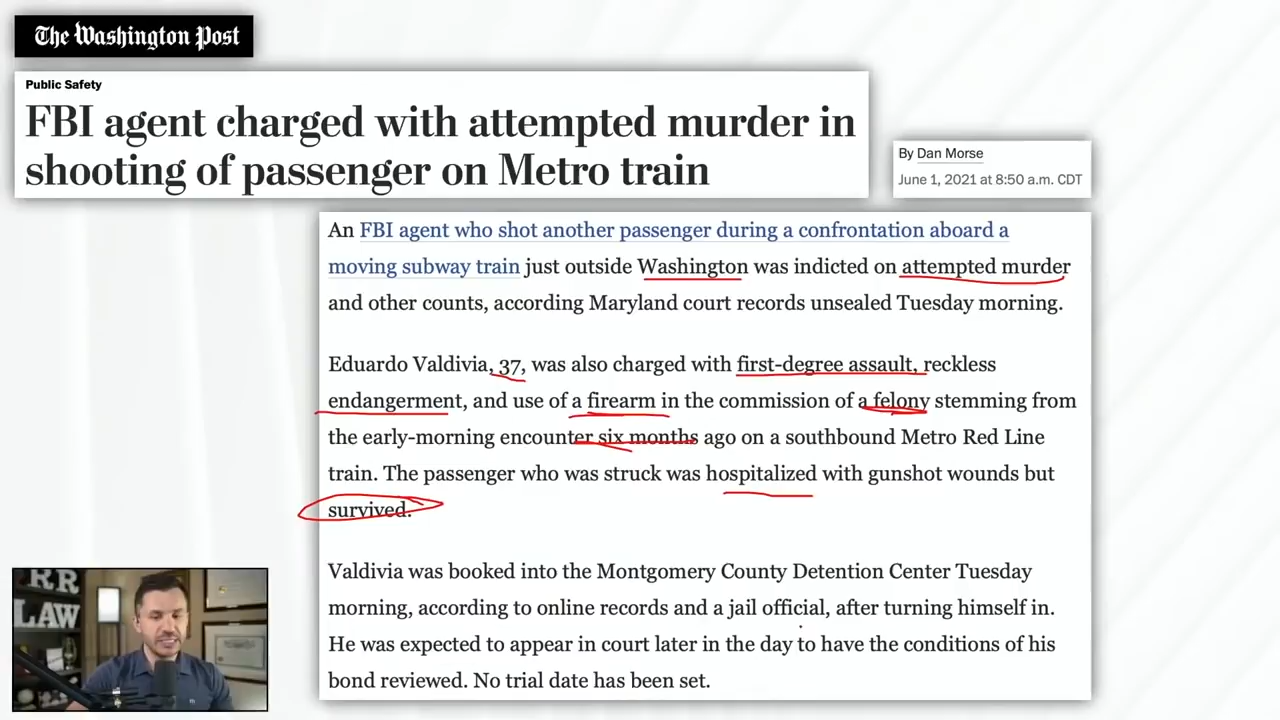 The Washington Post
Public Safety
FBI agent charged with attempted murder in
shooting of passenger on Metro train
By Dan Morse
June 1, 2021 at 8:50 a.m. CDT
An FBI agent who shot another passenger during a confrontation aboard a
moving subway train just outside Washington was indicted on attempted murder
and other counts, according Maryland court records unsealed Tuesday morning.
Eduardo Valdivia, 37, was also charged with first-degree assault, reckless
endangerment, and use of a firearm in the commission of a felony stemming from
the early-morning encounter six months ago on a southbound Metro Red Line
train. The passenger who was struck was hospitalized with gunshot wounds but
survived.
Valdivia was booked into the Montgomery County Detention Center Tuesday
morning, according to online records and a jail official, after turning himself in.
He was expected to appear in court later in the day to have the conditions of his
bond reviewed. No trial date has been set.
RR
LAW